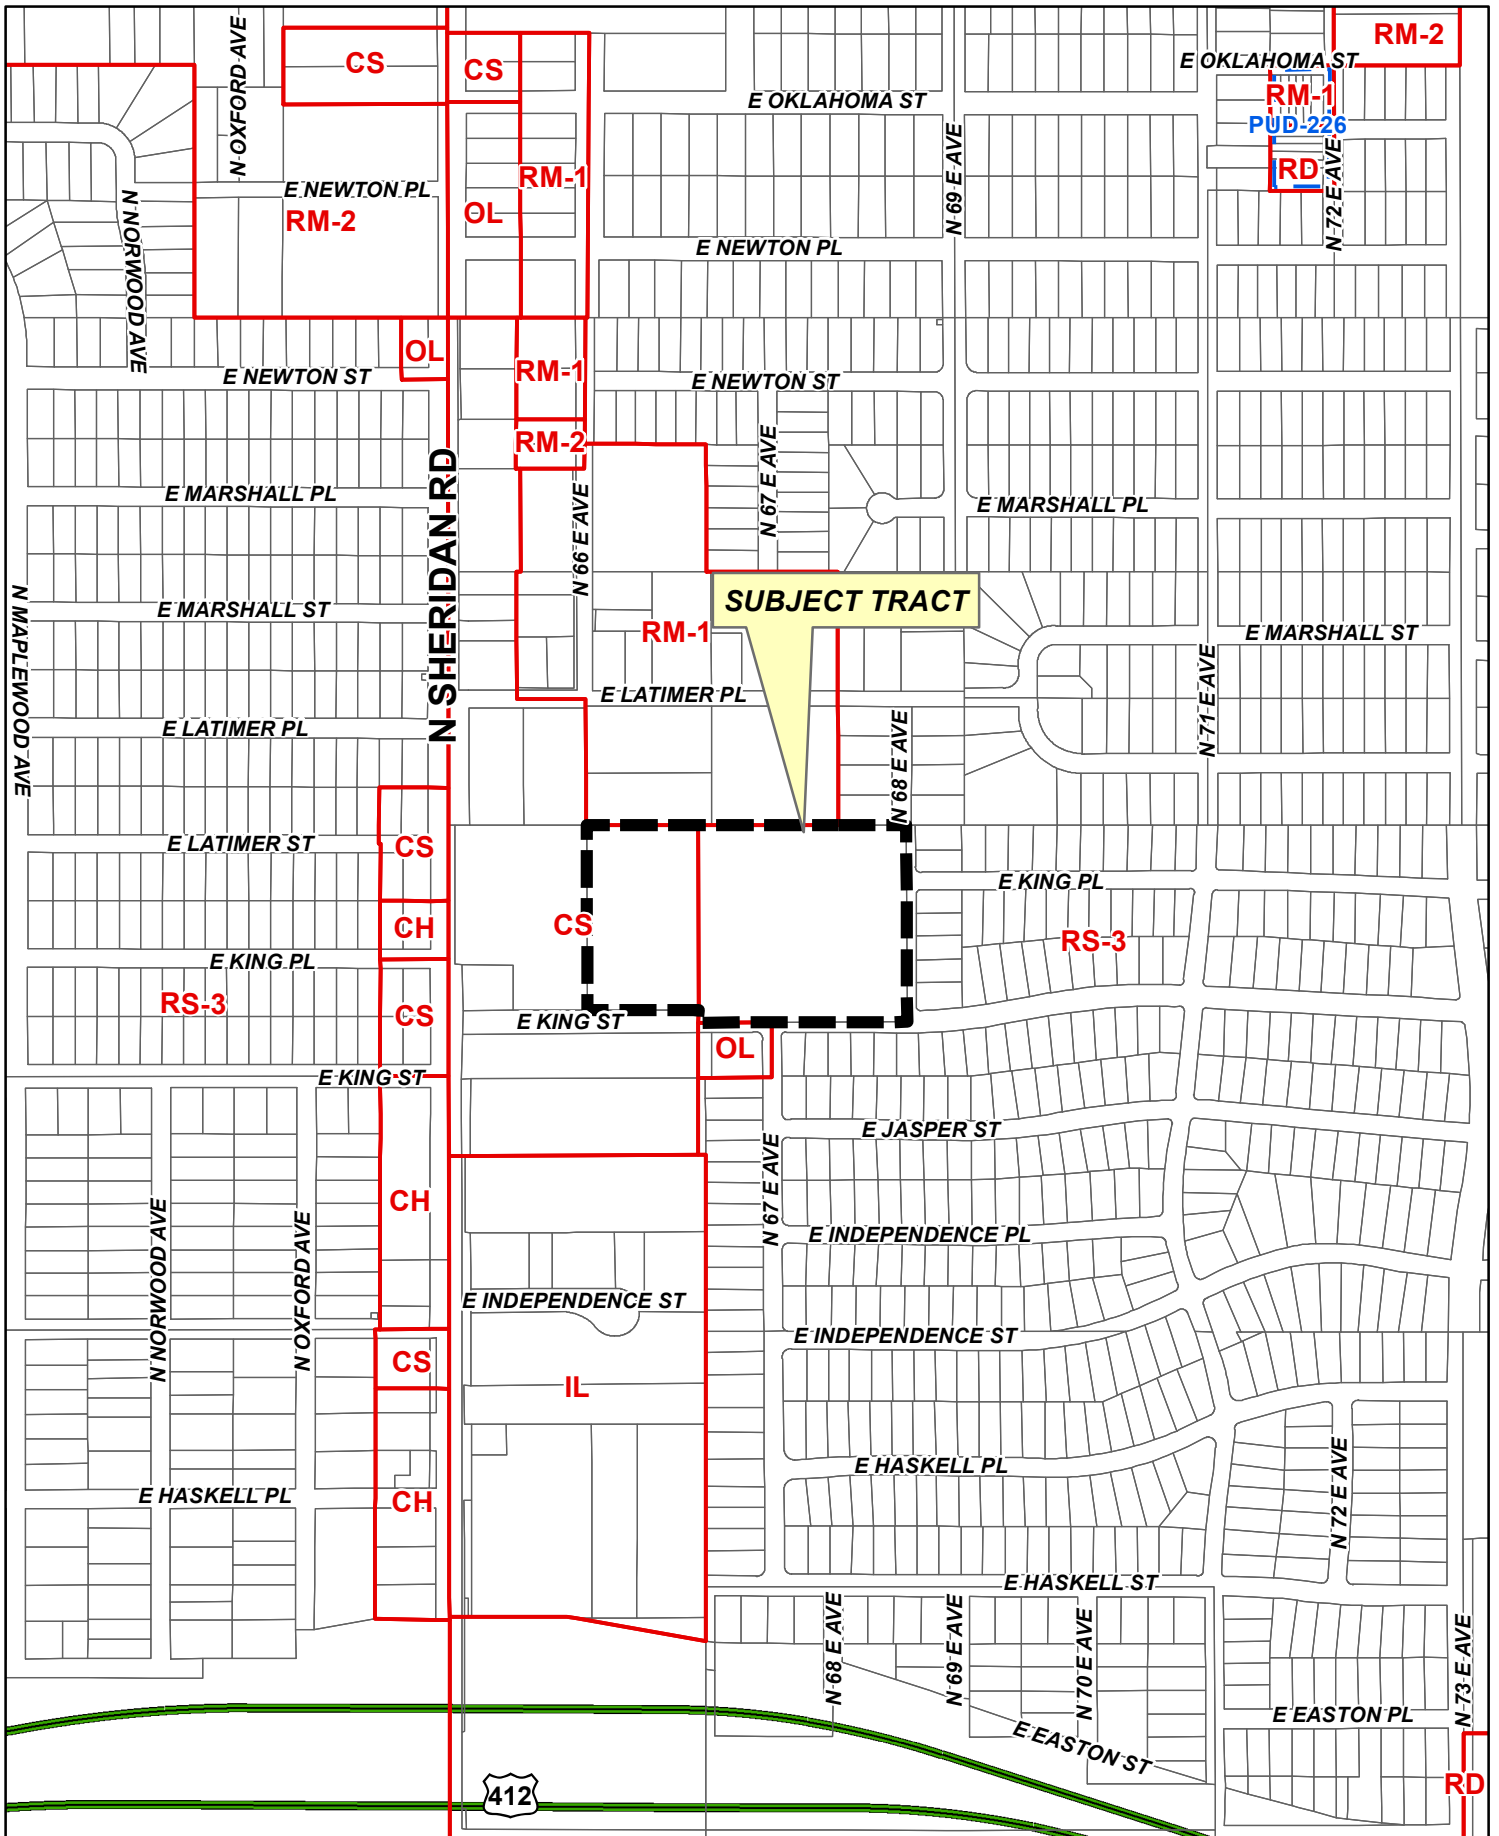 RM-2
N OXFORD AVE
CS
CS
E OKLAHOMA ST
RM-1
E OKLAHOMA ST
PUD-226
N 69 E AVE
RM-1
RD
N 72 E AVE
E NEWTON PL
RM-2
OL
N NORWOOD AVE
E NEWTON PL
OL
RM-1
E NEWTON ST
E NEWTON ST
RM-2
N 67 E AVE
E MARSHALL PL
N SHERIDAN RD
N 66 E AVE
E MARSHALL PL
SUBJECT TRACT
N MAPLEWOOD AVE
E MARSHALL ST
RM-1
E MARSHALL ST
N 71 E AVE
E LATIMER PL
E LATIMER PL
N 68 E AVE
E LATIMER ST
CS
E KING PL
CH
CS
RS-3
E KING PL
RS-3
CS
E KING ST
OL
E KING ST
E JASPER ST
N 67 E AVE
CH
N NORWOOD AVE
N OXFORD AVE
E INDEPENDENCE PL
E INDEPENDENCE ST
E INDEPENDENCE ST
CS
IL
E HASKELL PL
N 72 E AVE
E HASKELL PL
CH
E HASKELL ST
N 68 E AVE
N 69 E AVE
N 70 E AVE
N 73 E AVE
E EASTON PL
E EASTON ST
RD
412